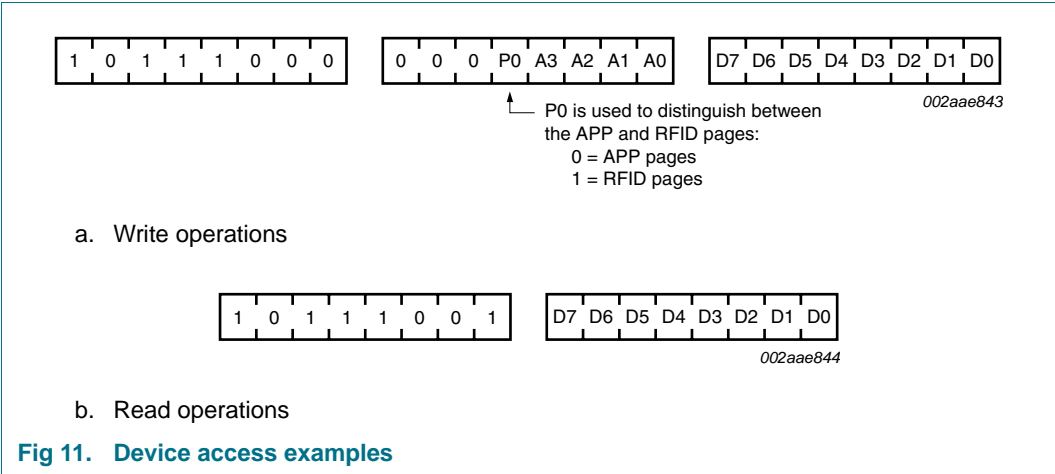 1 0 1 1 1 0 0 0 0 0 0 P0 A3 A2 A1 A0 D7 D6 D5 D4 D3 D2 D1 D0
002aae843
P0 is used to distinguish between
the APP and RFID pages:
0 = APP pages
1 = RFID pages
a. Write operations
1 0 1 1 1 0 0 1 D7 D6 D5 D4 D3 D2 D1 D0
002aae844
b. Read operations
Fig 11. Device access examples